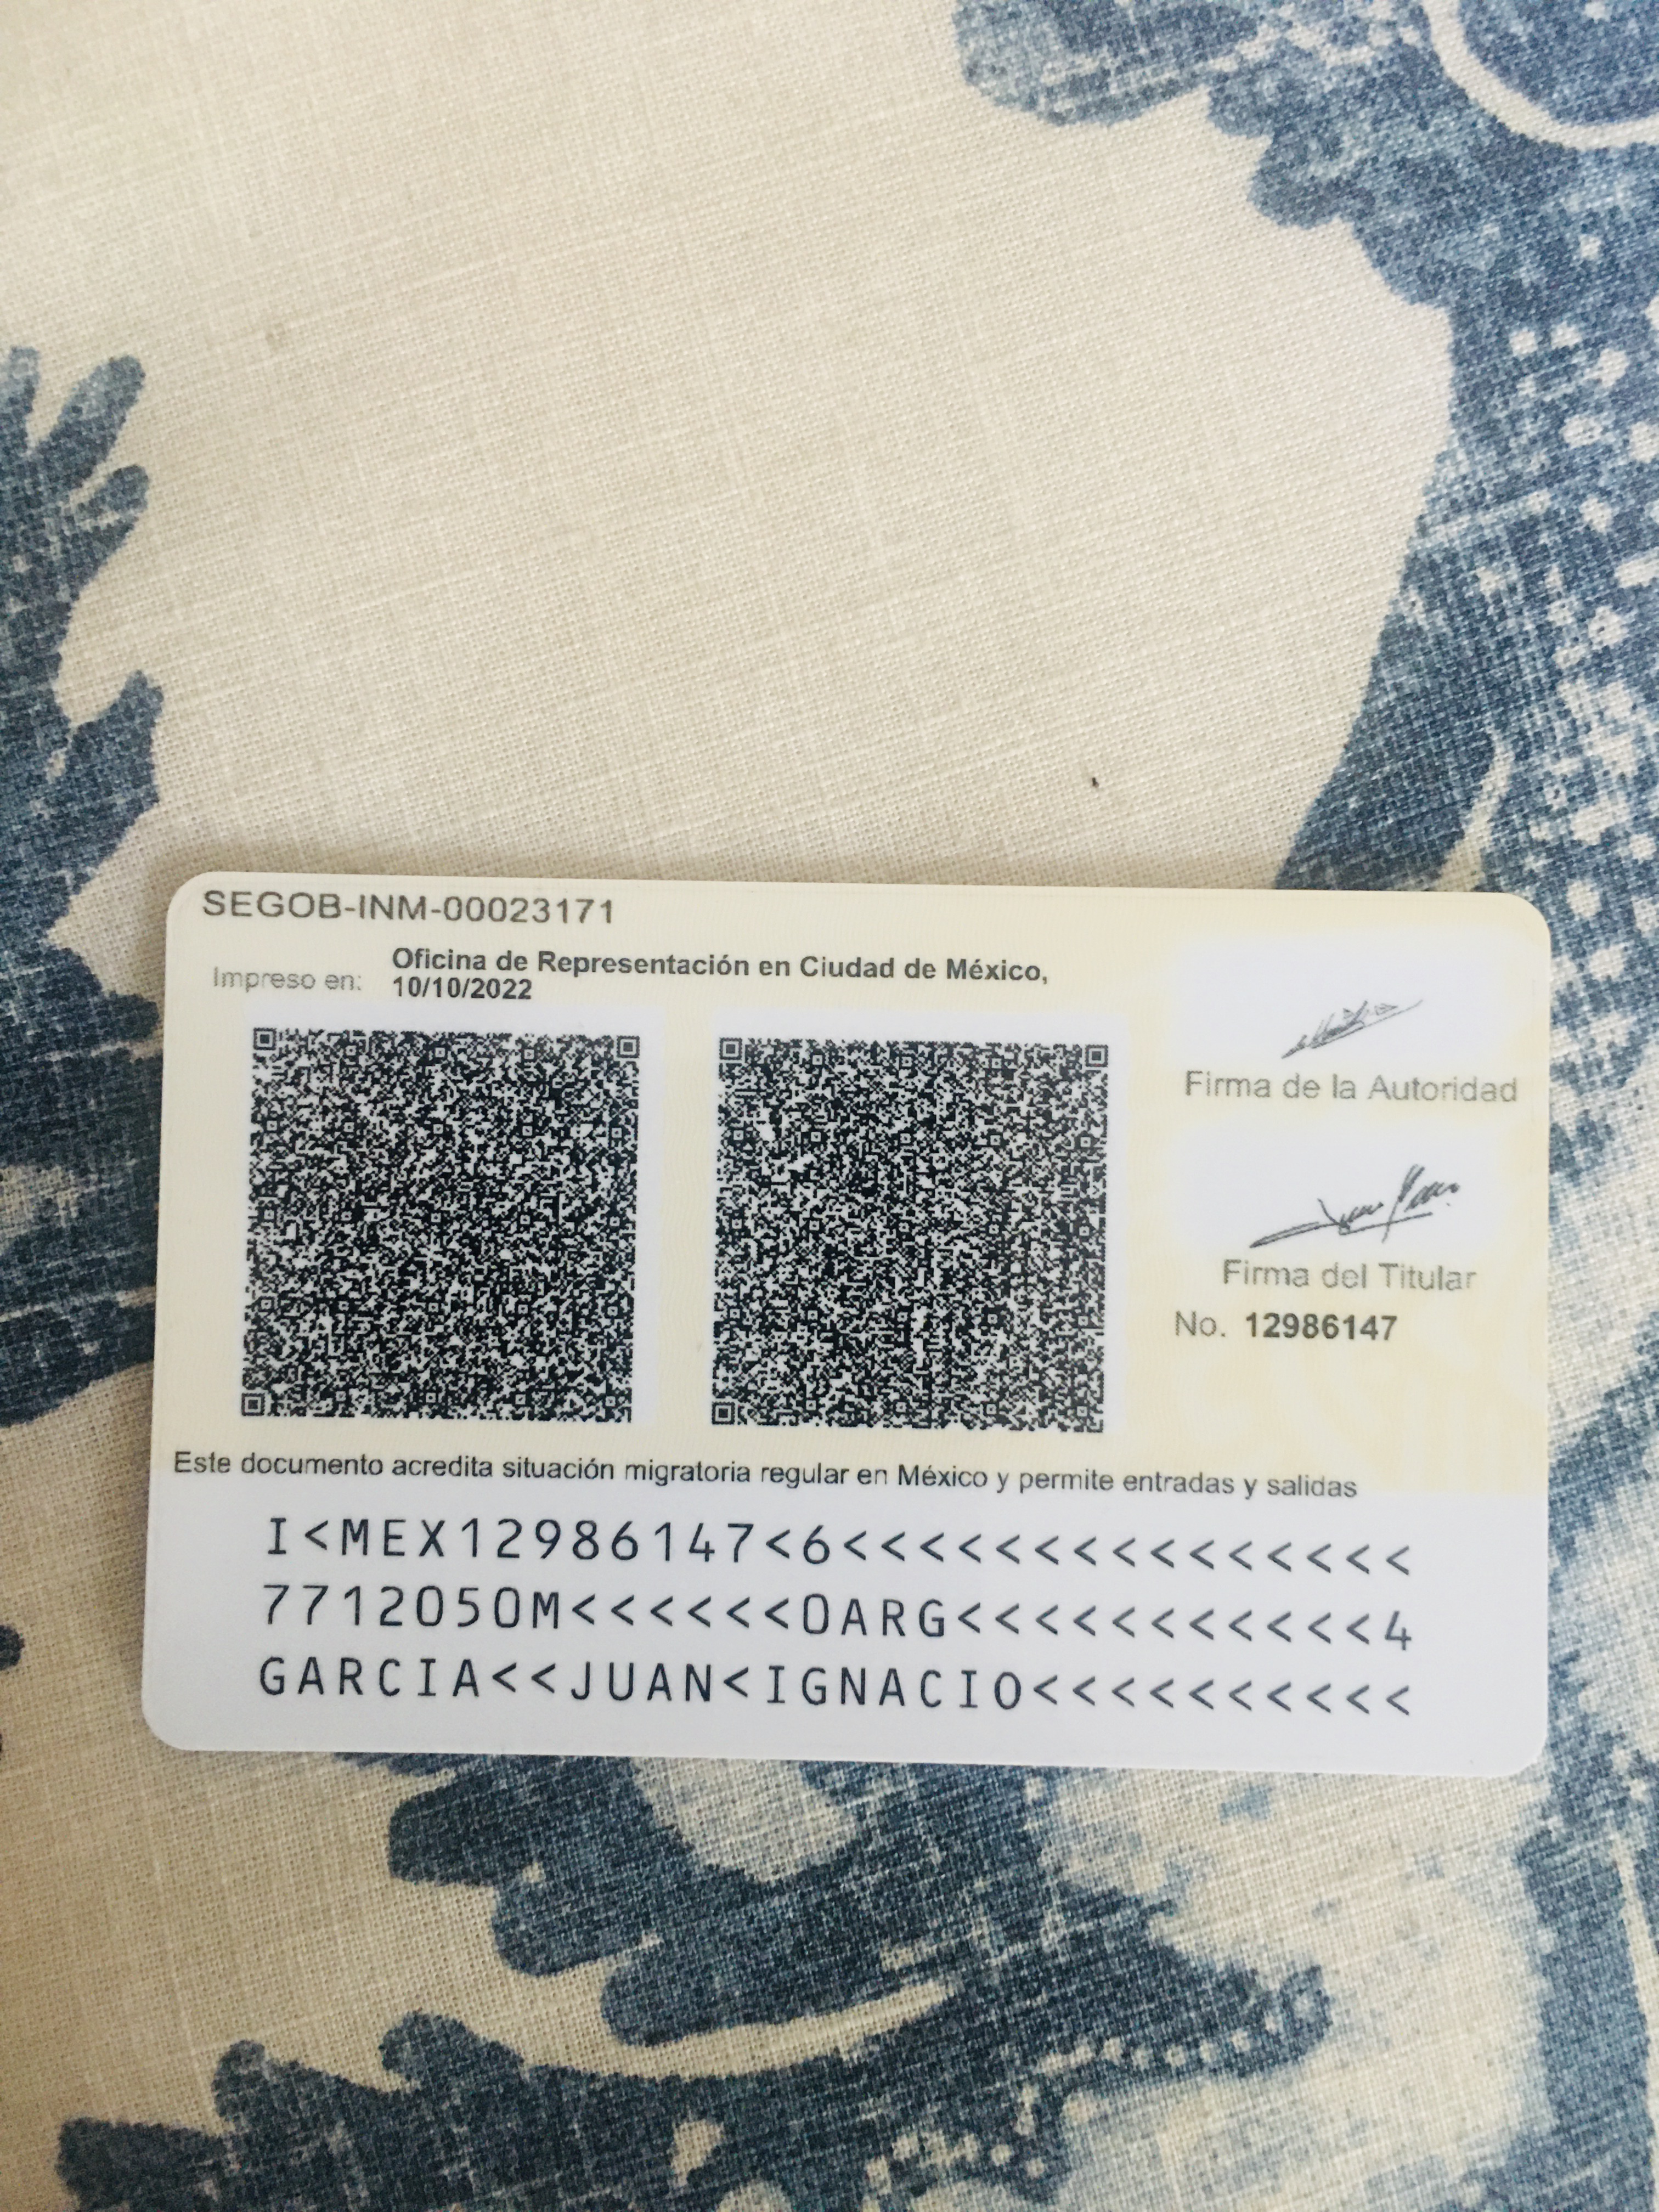 SEGOB-INM-00023171
Impreso en: Oficina de Representación en Ciudad de México,
10/10/2022
Firma de la Autoridad
Firma del Titular
No. 12986147
Este documento acredita situación migratoria regular en México y permite entradas y salidas
I<MEX12986147<6<<<<<<<<<<<<<<<
7712050M<<<<<<0ARG<<<<<<<<<<<4
GARCIA<<JUAN<IGNACIO<<<<<<<<<<